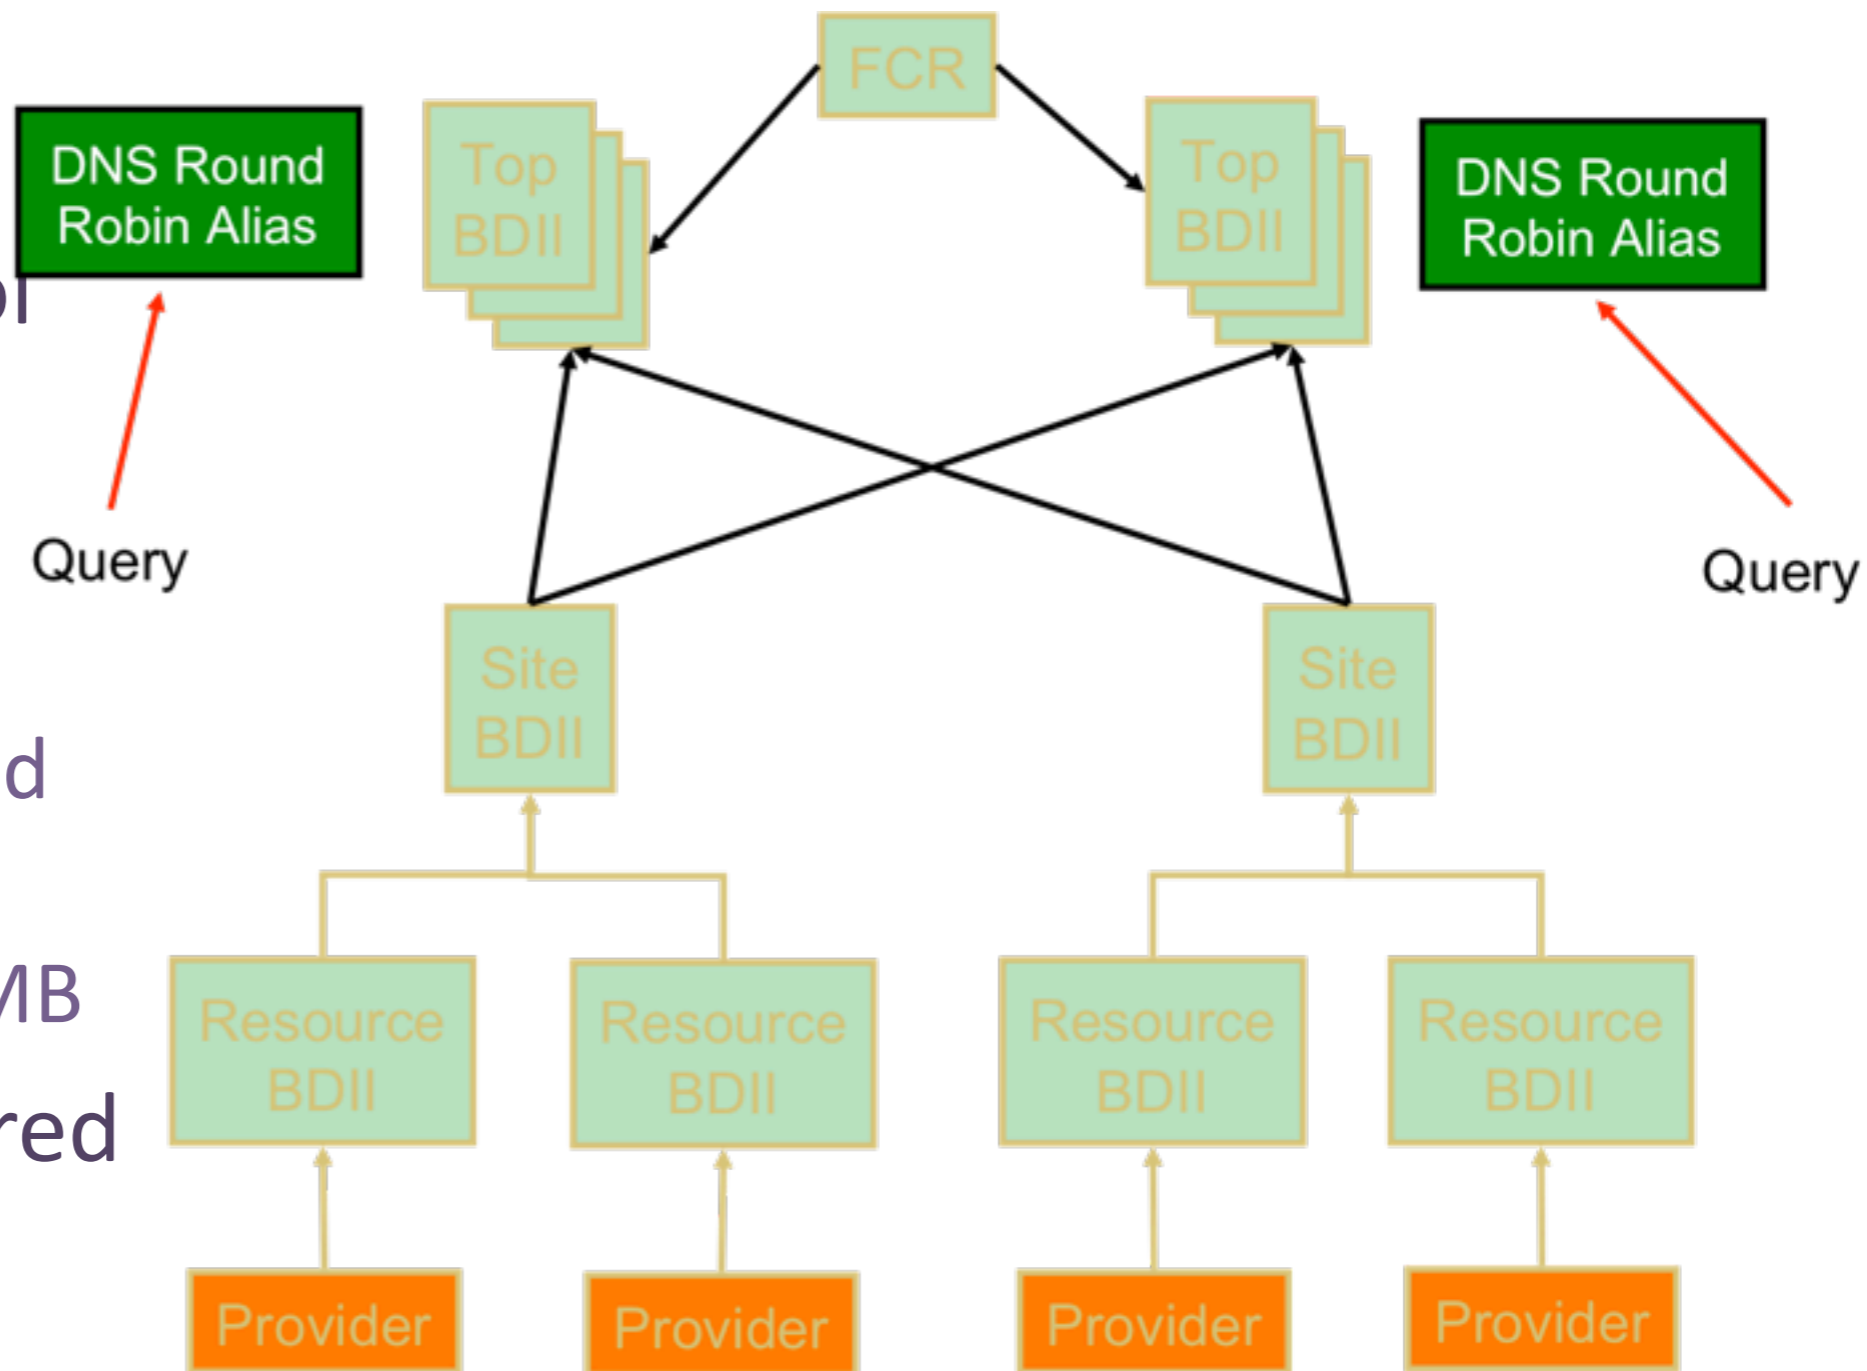 FCR
DNS Round
Robin Alias
Top
BDII
Top
BDII
DNS Round
Robin Alias
Query
Query
Site
BDII
Site
BDII
d
MB
red
Resource
BDII
Resource
BDII
Resource
BDII
Resource
BDII
Provider
Provider
Provider
Provider